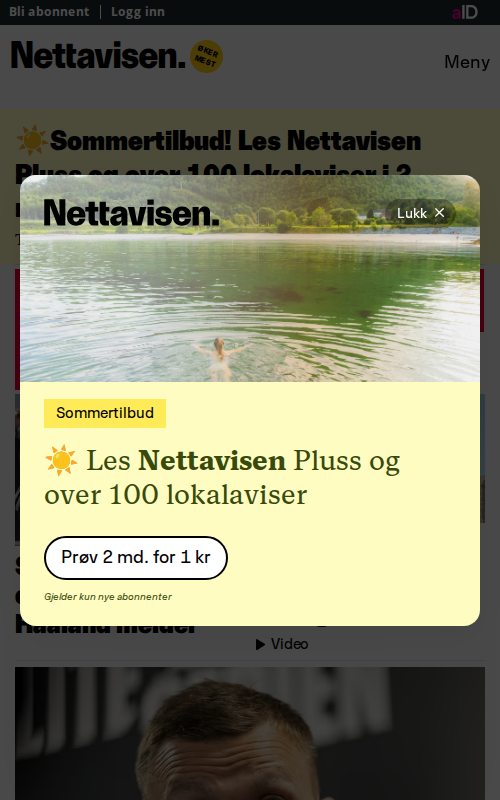 Bli abonnent | Logg inn
aID
Nettavisen.
ØKER
MEST
Meny
☀️Sommertilbud! Les Nettavisen
Pluss og over 100 lokalaviser i 2
Nettavisen.
Lukk ✕
Sommertilbud
☀️ Les Nettavisen Pluss og
over 100 lokalaviser
Prøv 2 md. for 1 kr
Gjelder kun nye abonnenter
Haaland melder
Video